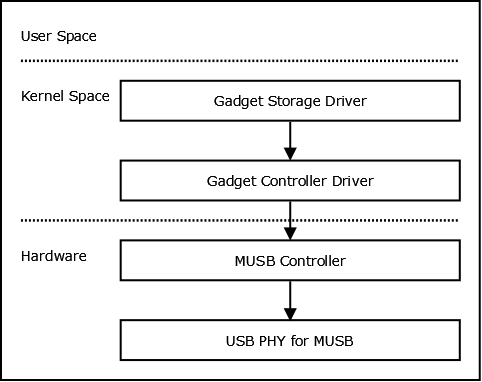 User Space
Kernel Space
Gadget Storage Driver
Gadget Controller Driver
Hardware
MUSB Controller
USB PHY for MUSB